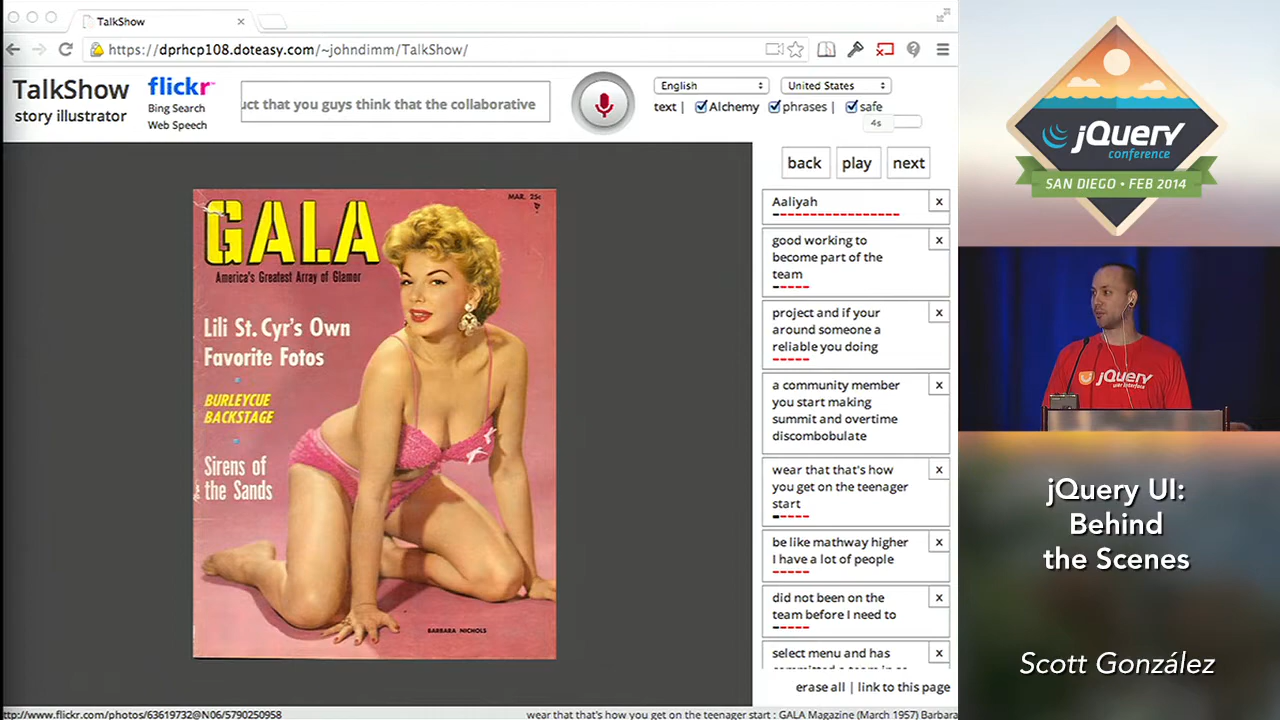 TalkShow
https://dprhcp108.doteasy.com/~johndimm/TalkShow/
TalkShow
story illustrator
flickr
Bing Search
Web Speech
uct that you guys think that the collaborative
English
United States
text |
Alchemy
phrases |
safe
4s
back
play
next
GALA
MAR. 25¢
America's Greatest Array of Glamor
Lili St. Cyr's Own
Favorite Fotos
BURLEYCUE
BACKSTAGE
Sirens of
the Sands
BARBARA NICHOLS
Aaliyah
x
good working to
become part of the
team
x
project and if your
around someone a
reliable you doing
x
a community member
you start making
summit and overtime
discombobulate
x
wear that that's how
you get on the teenager
start
x
be like mathway higher
I have a lot of people
x
did not been on the
team before I need to
x
select menu and has
x
erase all | link to this page
ttp://www.flickr.com/photos/63619732@N06/5790250958
wear that that's how you get on the teenager start : GALA Magazine (March 1957) Barbara
jQuery
conference
SAN DIEGO • FEB 2014
jQuery
user interface
jQuery UI:
Behind
the Scenes
Scott González